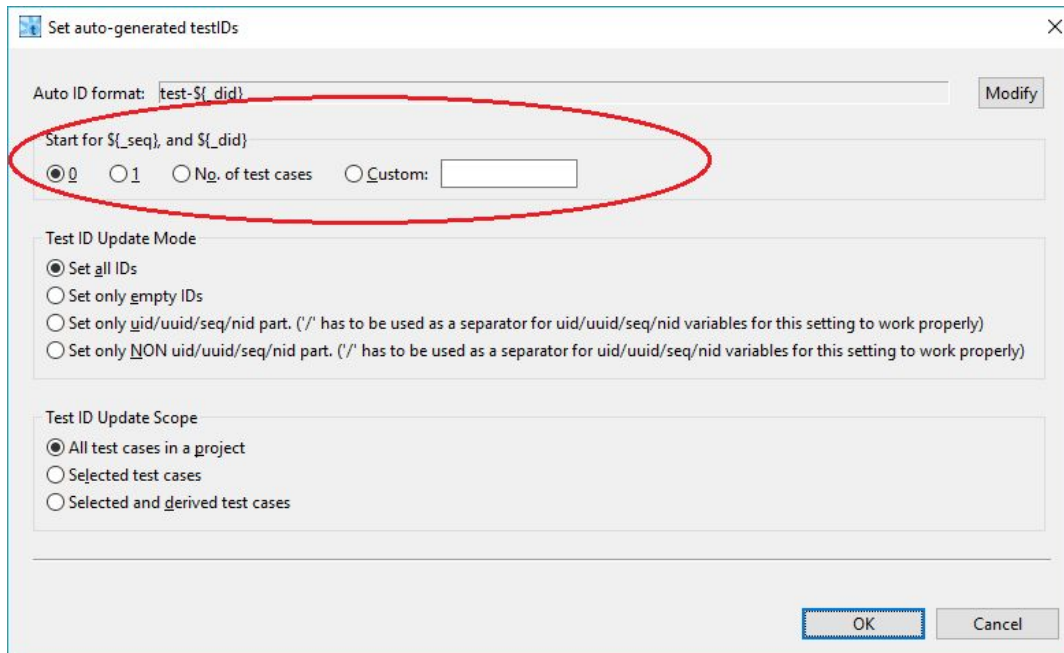 Set auto-generated testIDs
Auto ID format: test-${_did} Modify
Start for ${_seq}, and ${_did}
0 1 No. of test cases Custom:
Test ID Update Mode
Set all IDs
Set only empty IDs
Set only uid/uuid/seq/nid part. ('/' has to be used as a separator for uid/uuid/seq/nid variables for this setting to work properly)
Set only NON uid/uuid/seq/nid part. ('/' has to be used as a separator for uid/uuid/seq/nid variables for this setting to work properly)
Test ID Update Scope
All test cases in a project
Selected test cases
Selected and derived test cases
OK Cancel